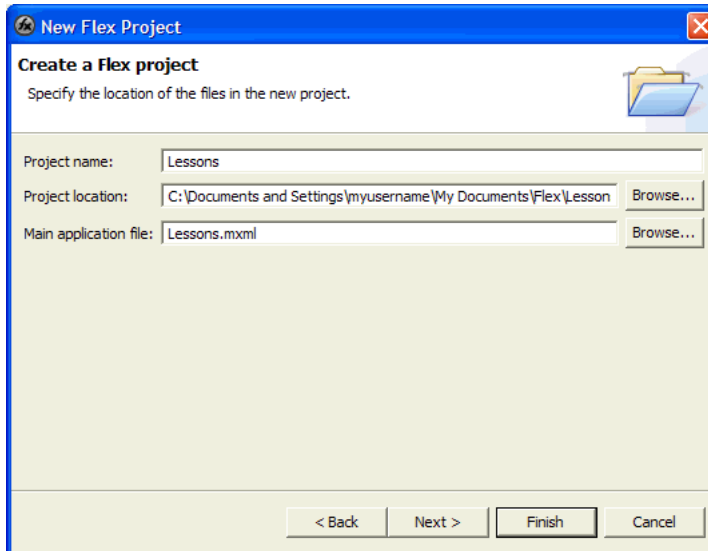 New Flex Project
Create a Flex project
Specify the location of the files in the new project.
Project name: Lessons
Project location: C:\Documents and Settings\myusername\My Documents\Flex\Lesson Browse...
Main application file: Lessons.mxml Browse...
< Back Next > Finish Cancel